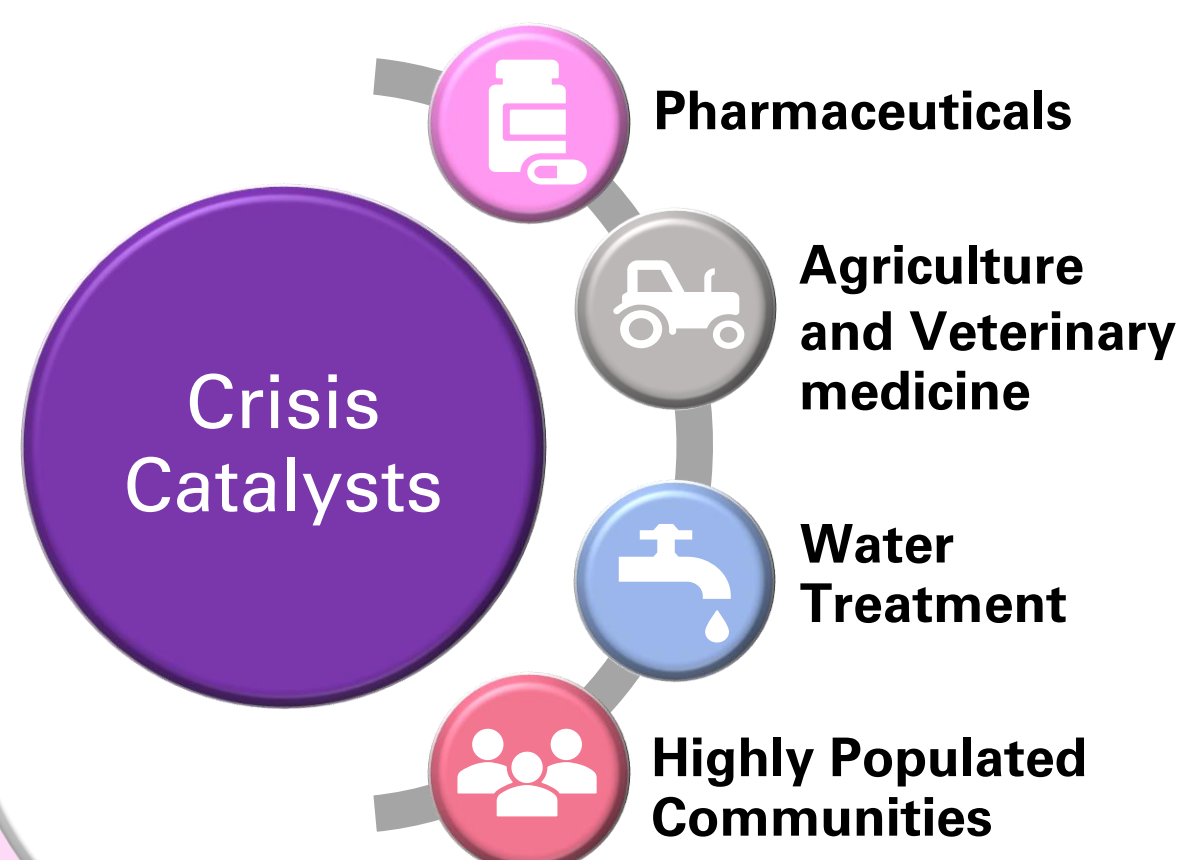 Crisis
Catalysts
Pharmaceuticals
Agriculture
and Veterinary
medicine
Water
Treatment
Highly Populated
Communities